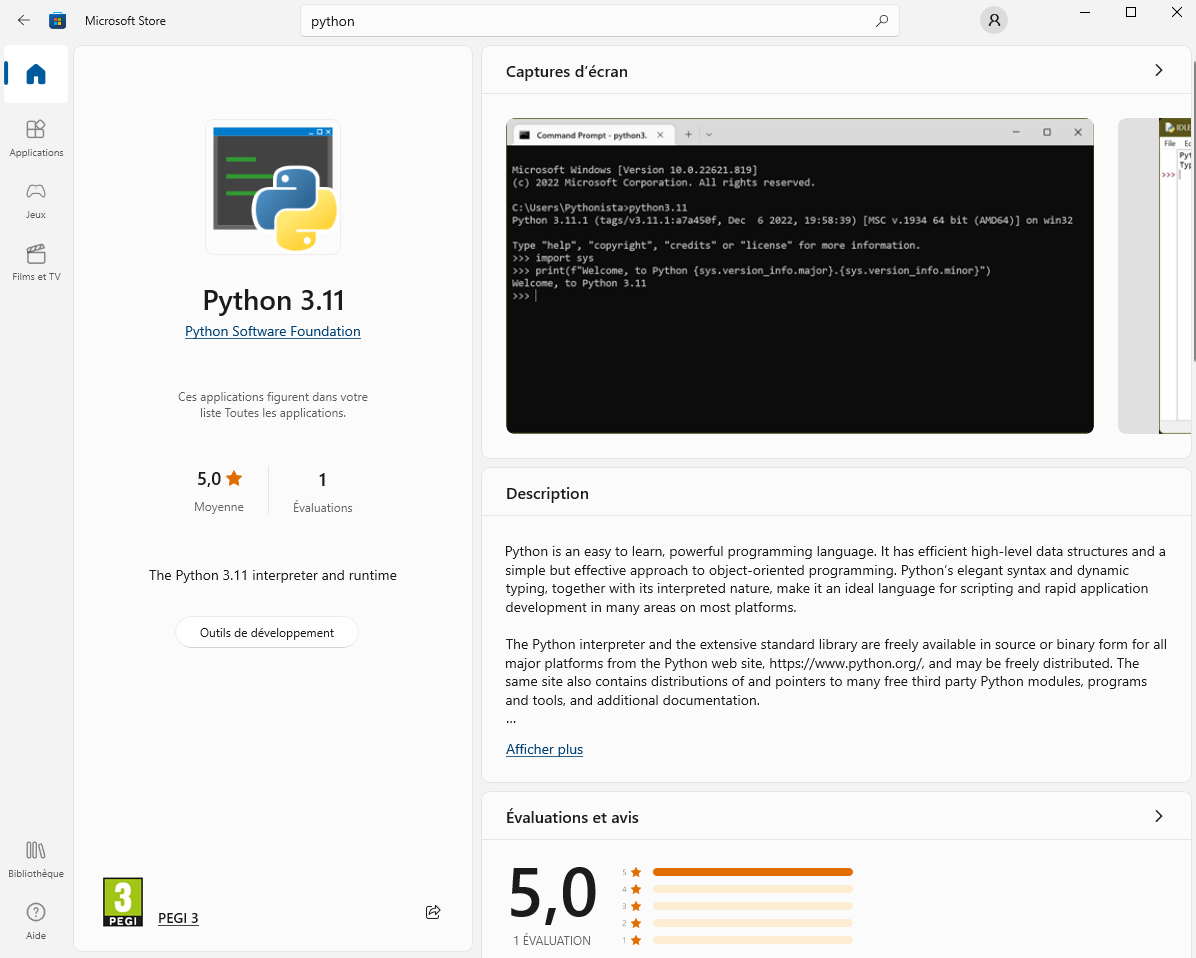 Microsoft Store
python
Applications
Jeux
Films et TV
Bibliothèque
Aide
Python 3.11
Python Software Foundation
Ces applications figurent dans votre
liste Toutes les applications.
5,0
Moyenne
1
Évaluations
The Python 3.11 interpreter and runtime
Outils de développement
3
PEGI
PEGI 3
Captures d’écran
Command Prompt - python3.
Microsoft Windows [Version 10.0.22621.819]
(c) 2022 Microsoft Corporation. All rights reserved.
C:\Users\Pythonista>python3.11
Python 3.11.1 (tags/v3.11.1:a7a450f, Dec  6 2022, 19:58:39) [MSC v.1934 64 bit (AMD64)] on win32
Type "help", "copyright", "credits" or "license" for more information.
>>> import sys
>>> print(f"Welcome, to Python {sys.version_info.major}.{sys.version_info.minor}")
Welcome, to Python 3.11
>>>
IDLE
File
Pyt
Typ
>>>
Description
Python is an easy to learn, powerful programming language. It has efficient high-level data structures and a
simple but effective approach to object-oriented programming. Python’s elegant syntax and dynamic
typing, together with its interpreted nature, make it an ideal language for scripting and rapid application
development in many areas on most platforms.
The Python interpreter and the extensive standard library are freely available in source or binary form for all
major platforms from the Python web site, https://www.python.org/, and may be freely distributed. The
same site also contains distributions of and pointers to many free third party Python modules, programs
and tools, and additional documentation.
...
Afficher plus
Évaluations et avis
5,0
1 ÉVALUATION
5
4
3
2
1